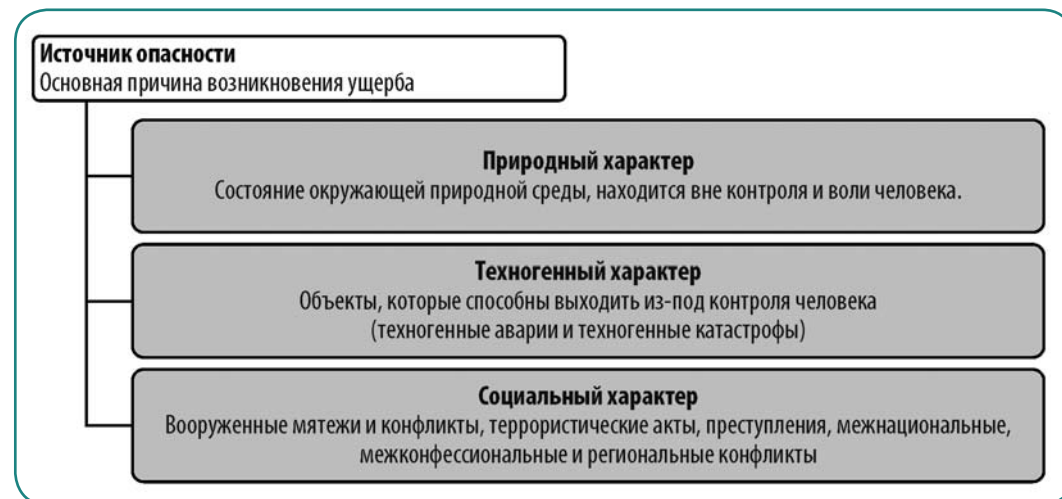 Источник опасности
Основная причина возникновения ущерба
Природный характер
Состояние окружающей природной среды, находится вне контроля и воли человека.
Техногенный характер
Объекты, которые способны выходить из-под контроля человека
(техногенные аварии и техногенные катастрофы)
Социальный характер
Вооруженные мятежи и конфликты, террористические акты, преступления, межнациональные,
межконфессиональные и региональные конфликты